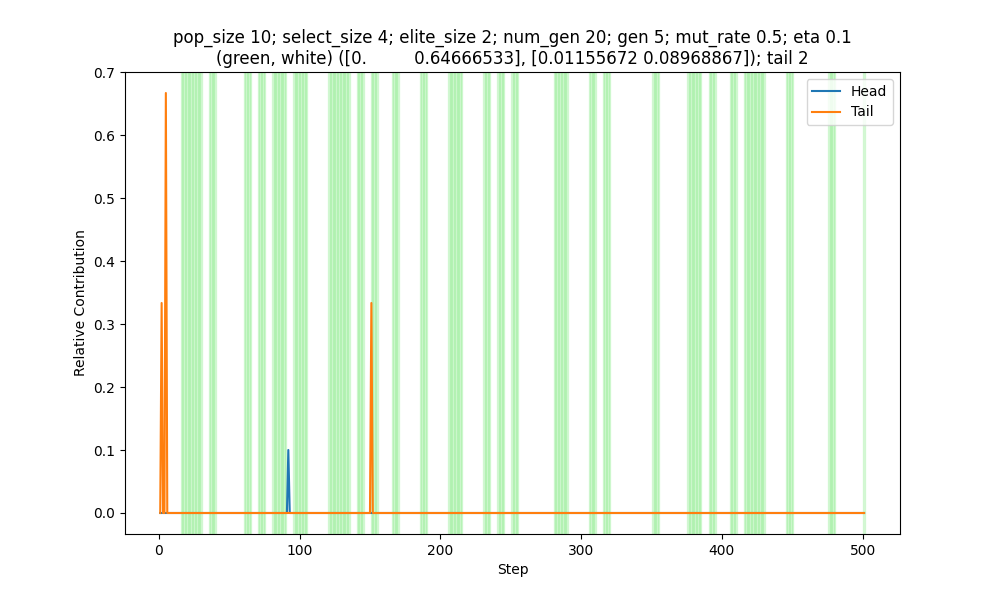 pop_size 10; select_size 4; elite_size 2; num_gen 20; gen 5; mut_rate 0.5; eta 0.1
(green, white) ([0.         0.64666533], [0.01155672 0.08968867]); tail 2
Head
Tail
0.7
0.6
0.5
0.4
0.3
0.2
0.1
0.0
Relative Contribution
0
100
200
300
400
500
Step